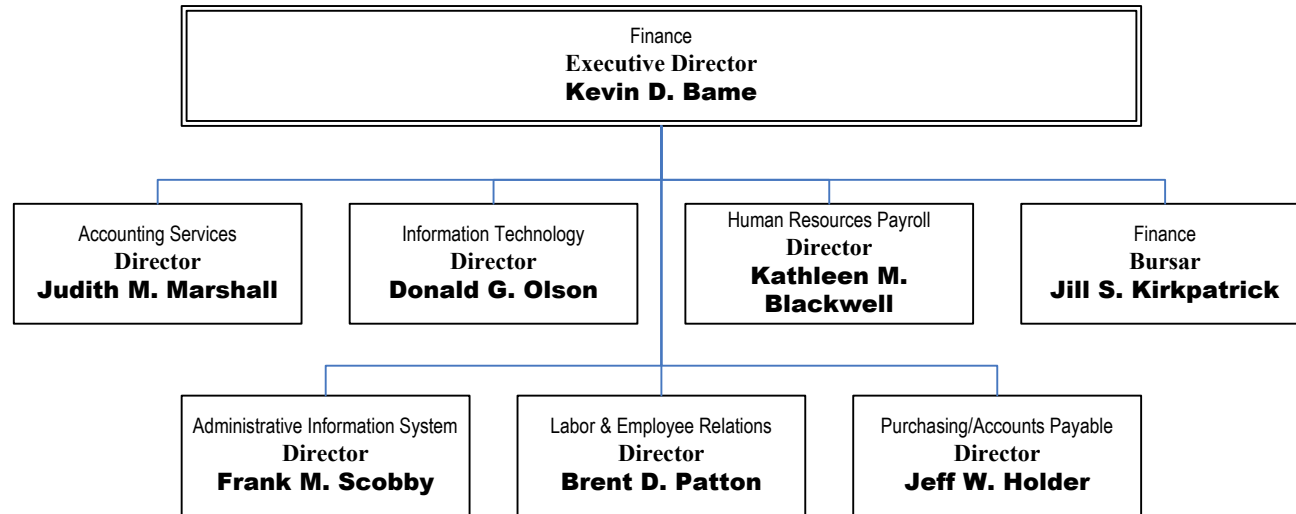 Finance
Executive Director
Kevin D. Bame
Accounting Services
Director
Judith M. Marshall
Information Technology
Director
Donald G. Olson
Human Resources Payroll
Director
Kathleen M.
Blackwell
Finance
Bursar
Jill S. Kirkpatrick
Administrative Information System
Director
Frank M. Scobby
Labor & Employee Relations
Director
Brent D. Patton
Purchasing/Accounts Payable
Director
Jeff W. Holder